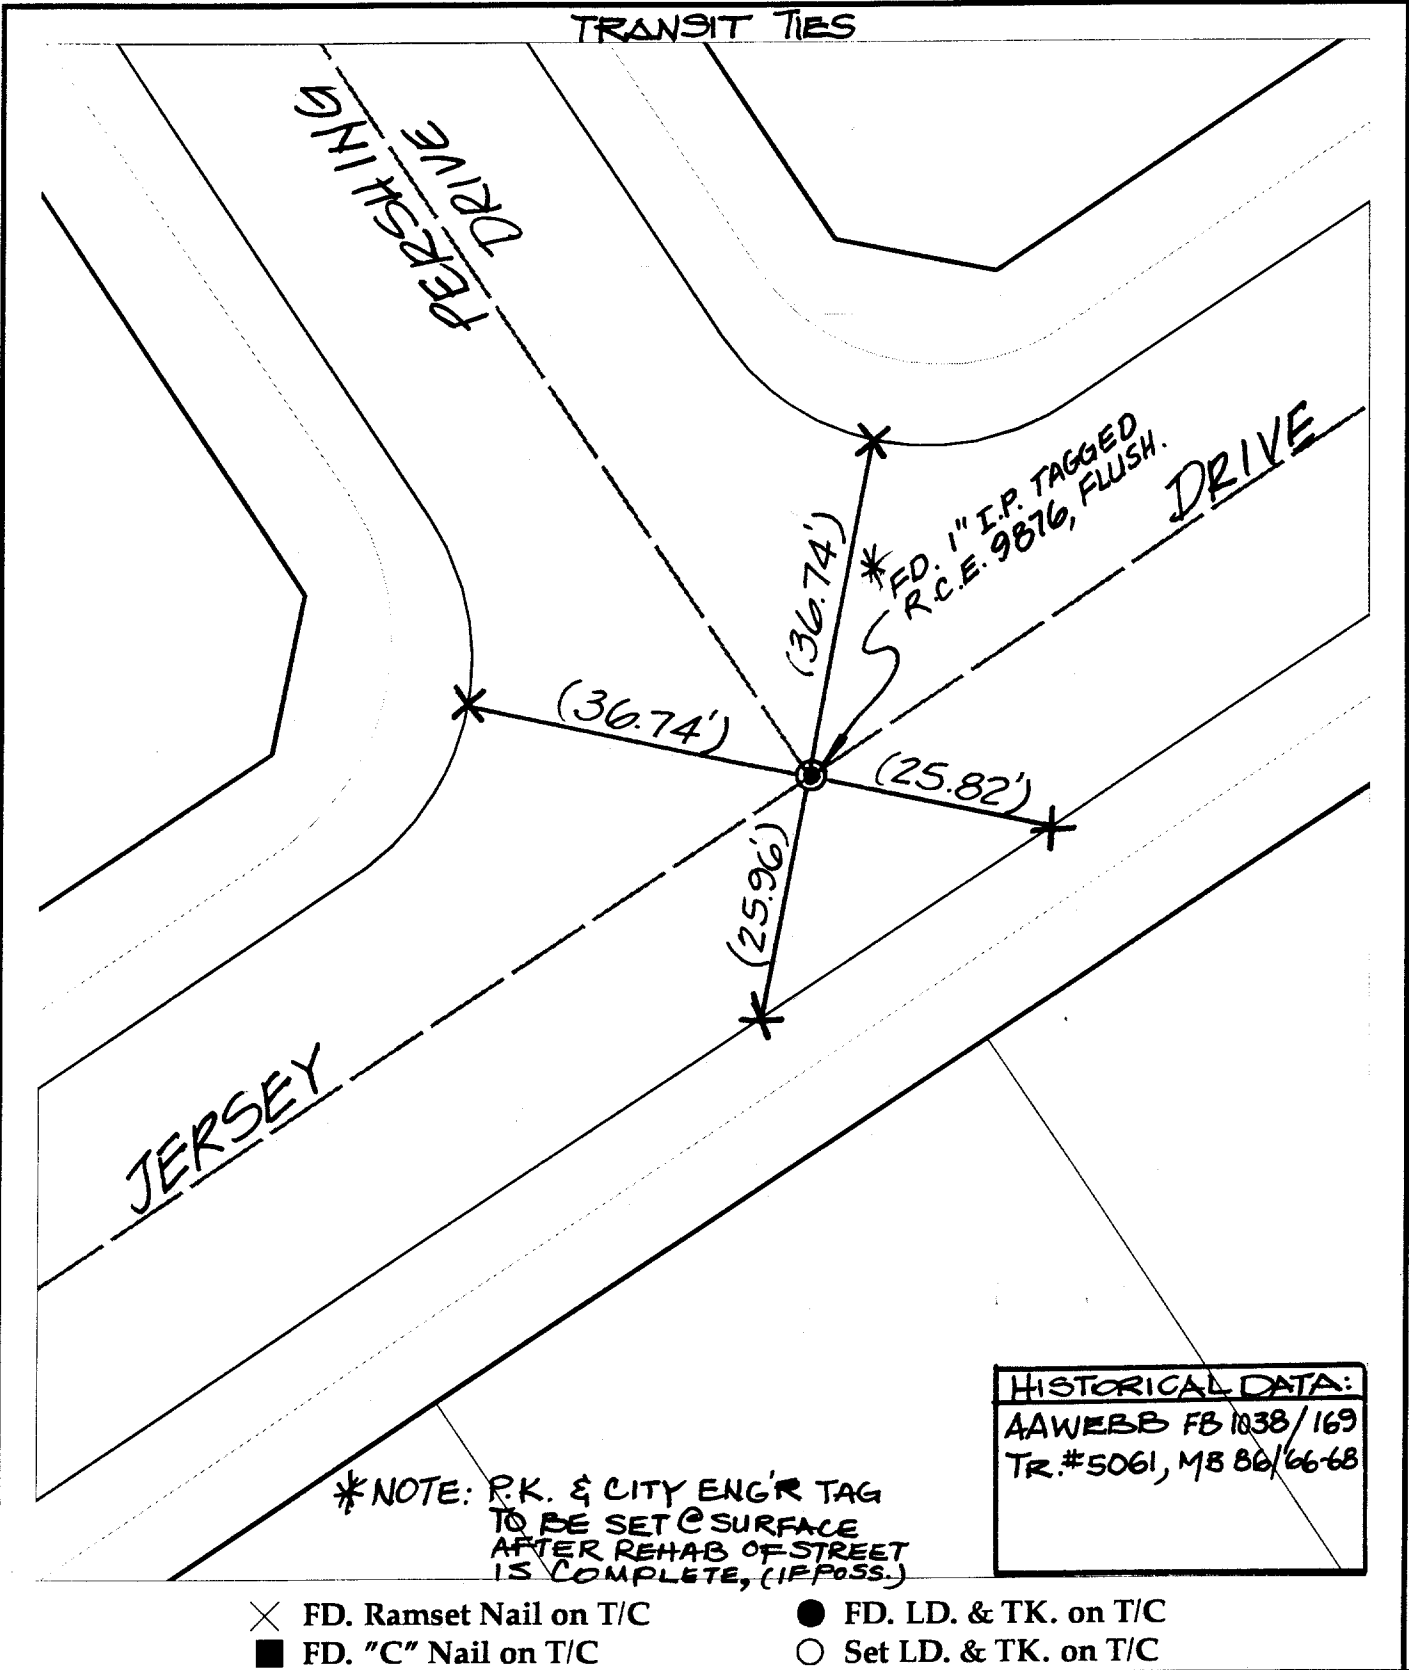 TRANSIT TIES
PERSHING
DRIVE
* FD. 1" I.P. TAGGED
R.C.E. 9876, FLUSH.
DRIVE
(36.74')
(36.74')
(25.82')
(25.96')
JERSEY
HISTORICAL DATA:
AAWEBB FB 1038/169
TR.#5061, MB 86/66-68
* NOTE: P.K. & CITY ENG'R TAG
TO BE SET @ SURFACE
AFTER REHAB OF STREET
IS COMPLETE, (IF POSS.)
× FD. Ramset Nail on T/C
● FD. LD. & TK. on T/C
■ FD. "C" Nail on T/C
○ Set LD. & TK. on T/C